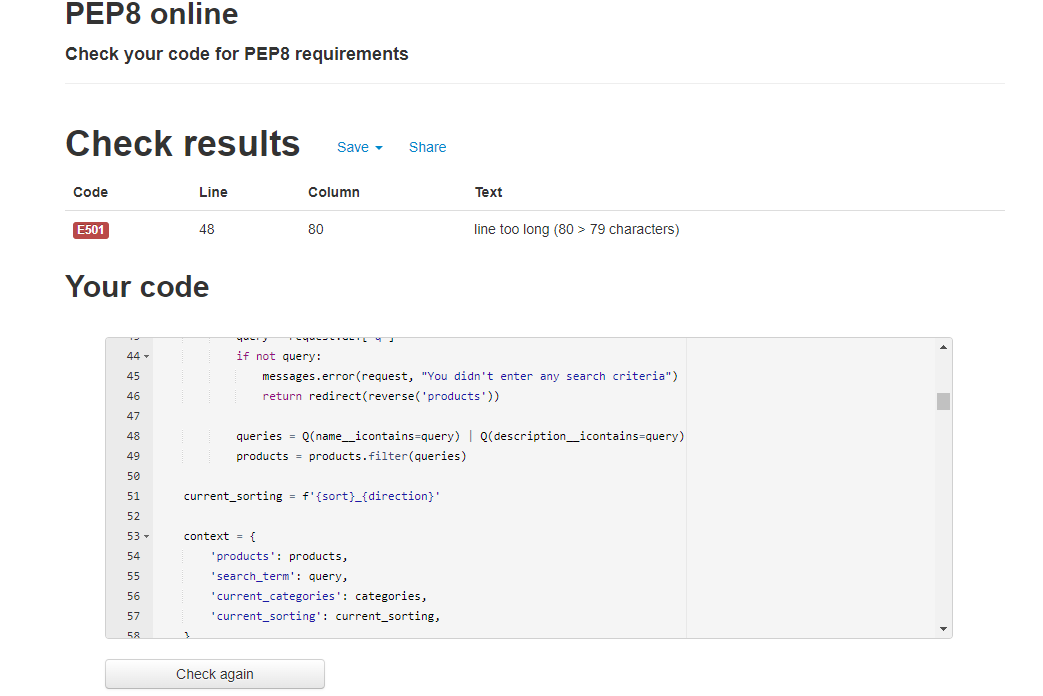 PEP8 online
Check your code for PEP8 requirements
Check results Save Share
Code Line Column Text
E501 48 80 line too long (80 > 79 characters)
Your code
44 if not query:
45 messages.error(request, "You didn't enter any search criteria")
46 return redirect(reverse('products'))
47
48 queries = Q(name__icontains=query) | Q(description__icontains=query)
49 products = products.filter(queries)
50
51 current_sorting = f'{sort}_{direction}'
52
53 context = {
54 'products': products,
55 'search_term': query,
56 'current_categories': categories,
57 'current_sorting': current_sorting,
58 }
Check again